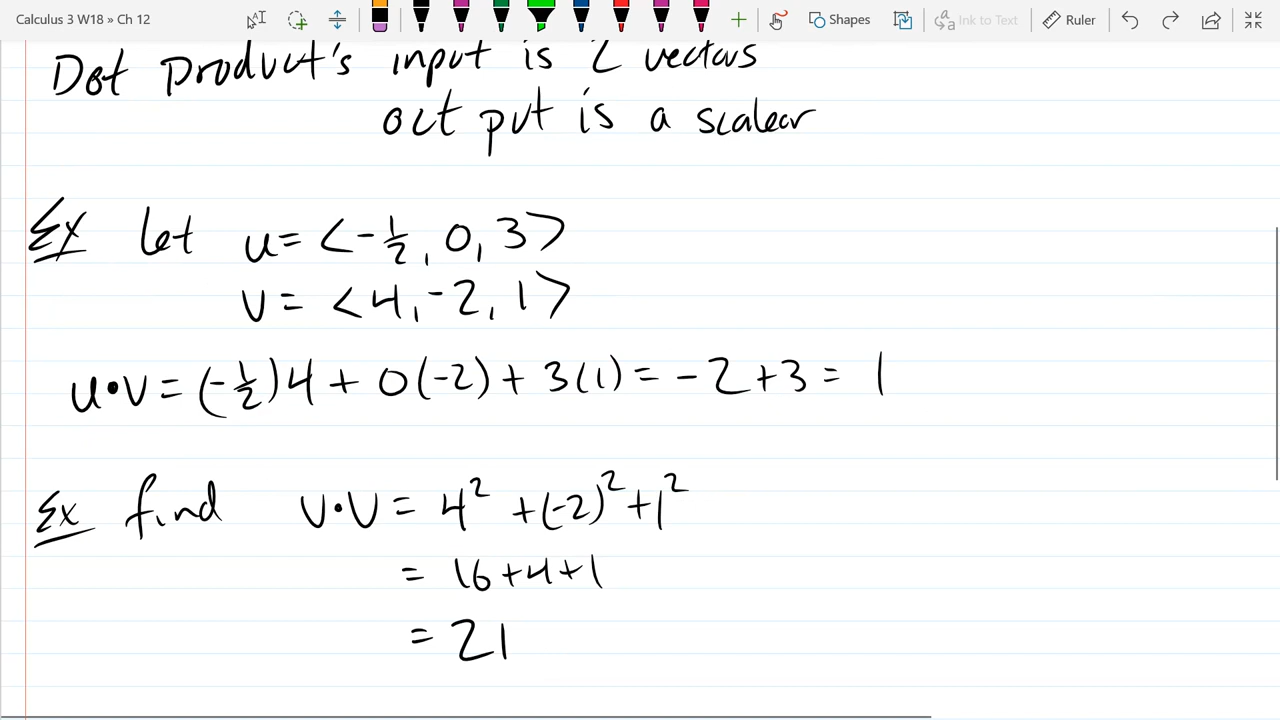 Calculus 3 W18 » Ch 12
Shapes
Ink to Text
Ruler
Dot product's input is 2 vectors
output is a scalar
Ex let u = < -1/2, 0, 3 >
v = < 4, -2, 1 >
u•v = (-1/2)4 + 0(-2) + 3(1) = -2+3 = 1
Ex find v•v = 4² + (-2)² + 1²
= 16+4+1
= 21